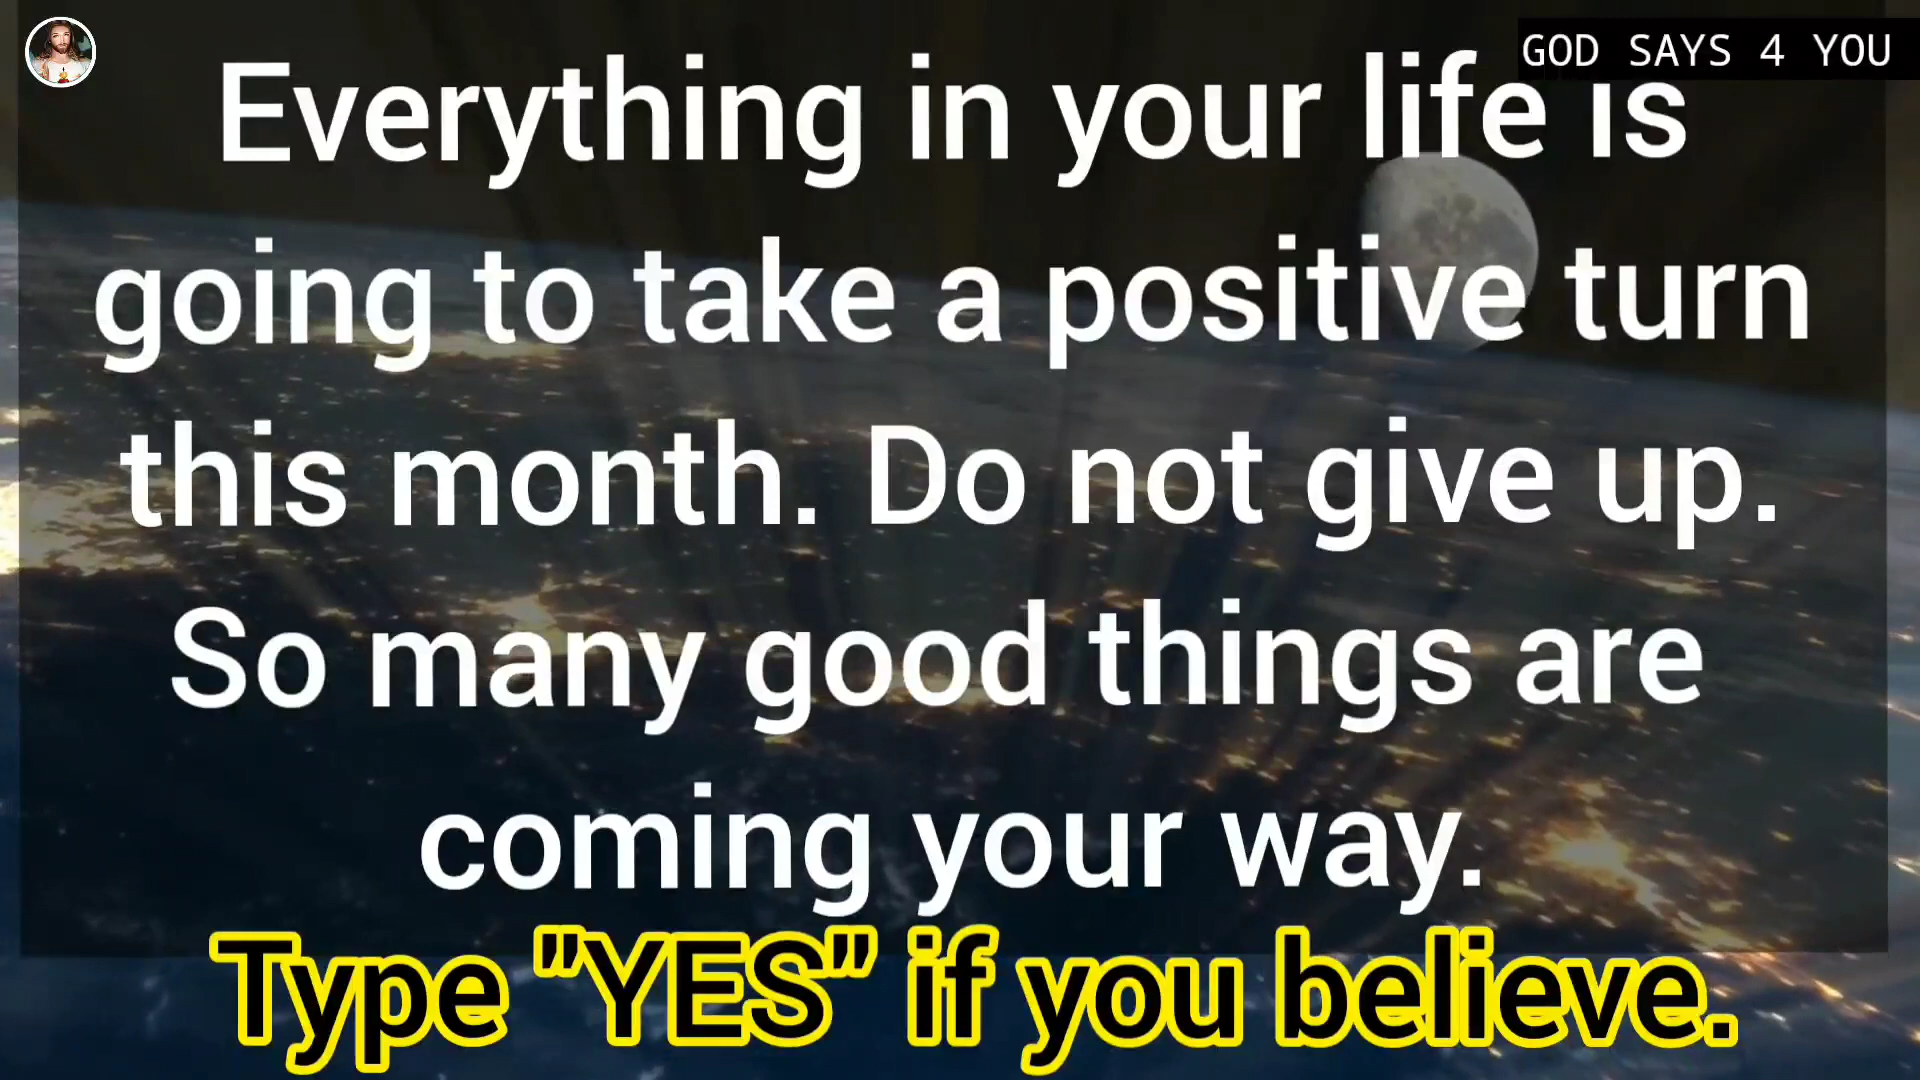 GOD SAYS 4 YOU
Everything in your life is
going to take a positive turn
this month. Do not give up.
So many good things are
coming your way.
Type "YES" if you believe.